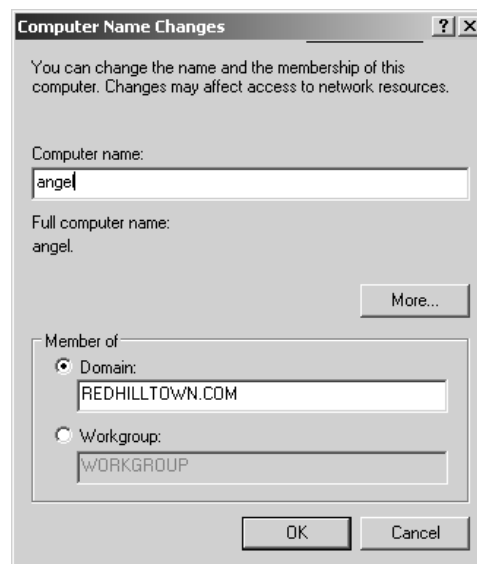 Computer Name Changes
You can change the name and the membership of this
computer. Changes may affect access to network resources.
Computer name:
angel
Full computer name:
angel.
More...
Member of
Domain:
REDHILLTOWN.COM
Workgroup:
WORKGROUP
OK Cancel